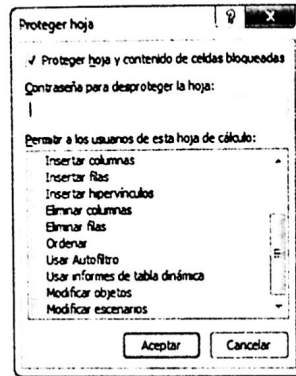 Proteger hoja
✓ Proteger hoja y contenido de celdas bloqueadas
Contraseña para desproteger la hoja:
Permitir a los usuarios de esta hoja de cálculo:
Insertar columnas
Insertar filas
Insertar hipervínculos
Eliminar columnas
Eliminar filas
Ordenar
Usar Autofiltro
Usar informes de tabla dinámica
Modificar objetos
Modificar escenarios
Aceptar
Cancelar